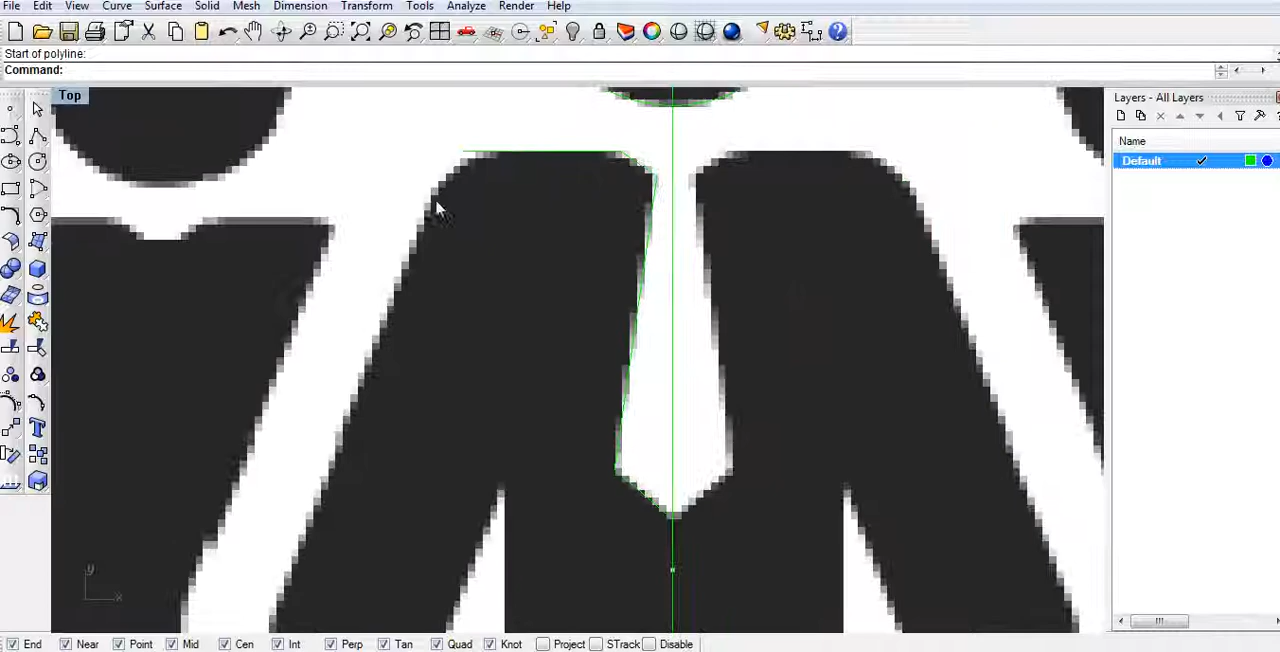 File Edit View Curve Surface Solid Mesh Dimension Transform Tools Analyze Render Help
Start of polyline:
Command:
Top
Layers - All Layers
Name
Default
y
x
End Near Point Mid Cen Int Perp Tan Quad Knot Project STrack Disable